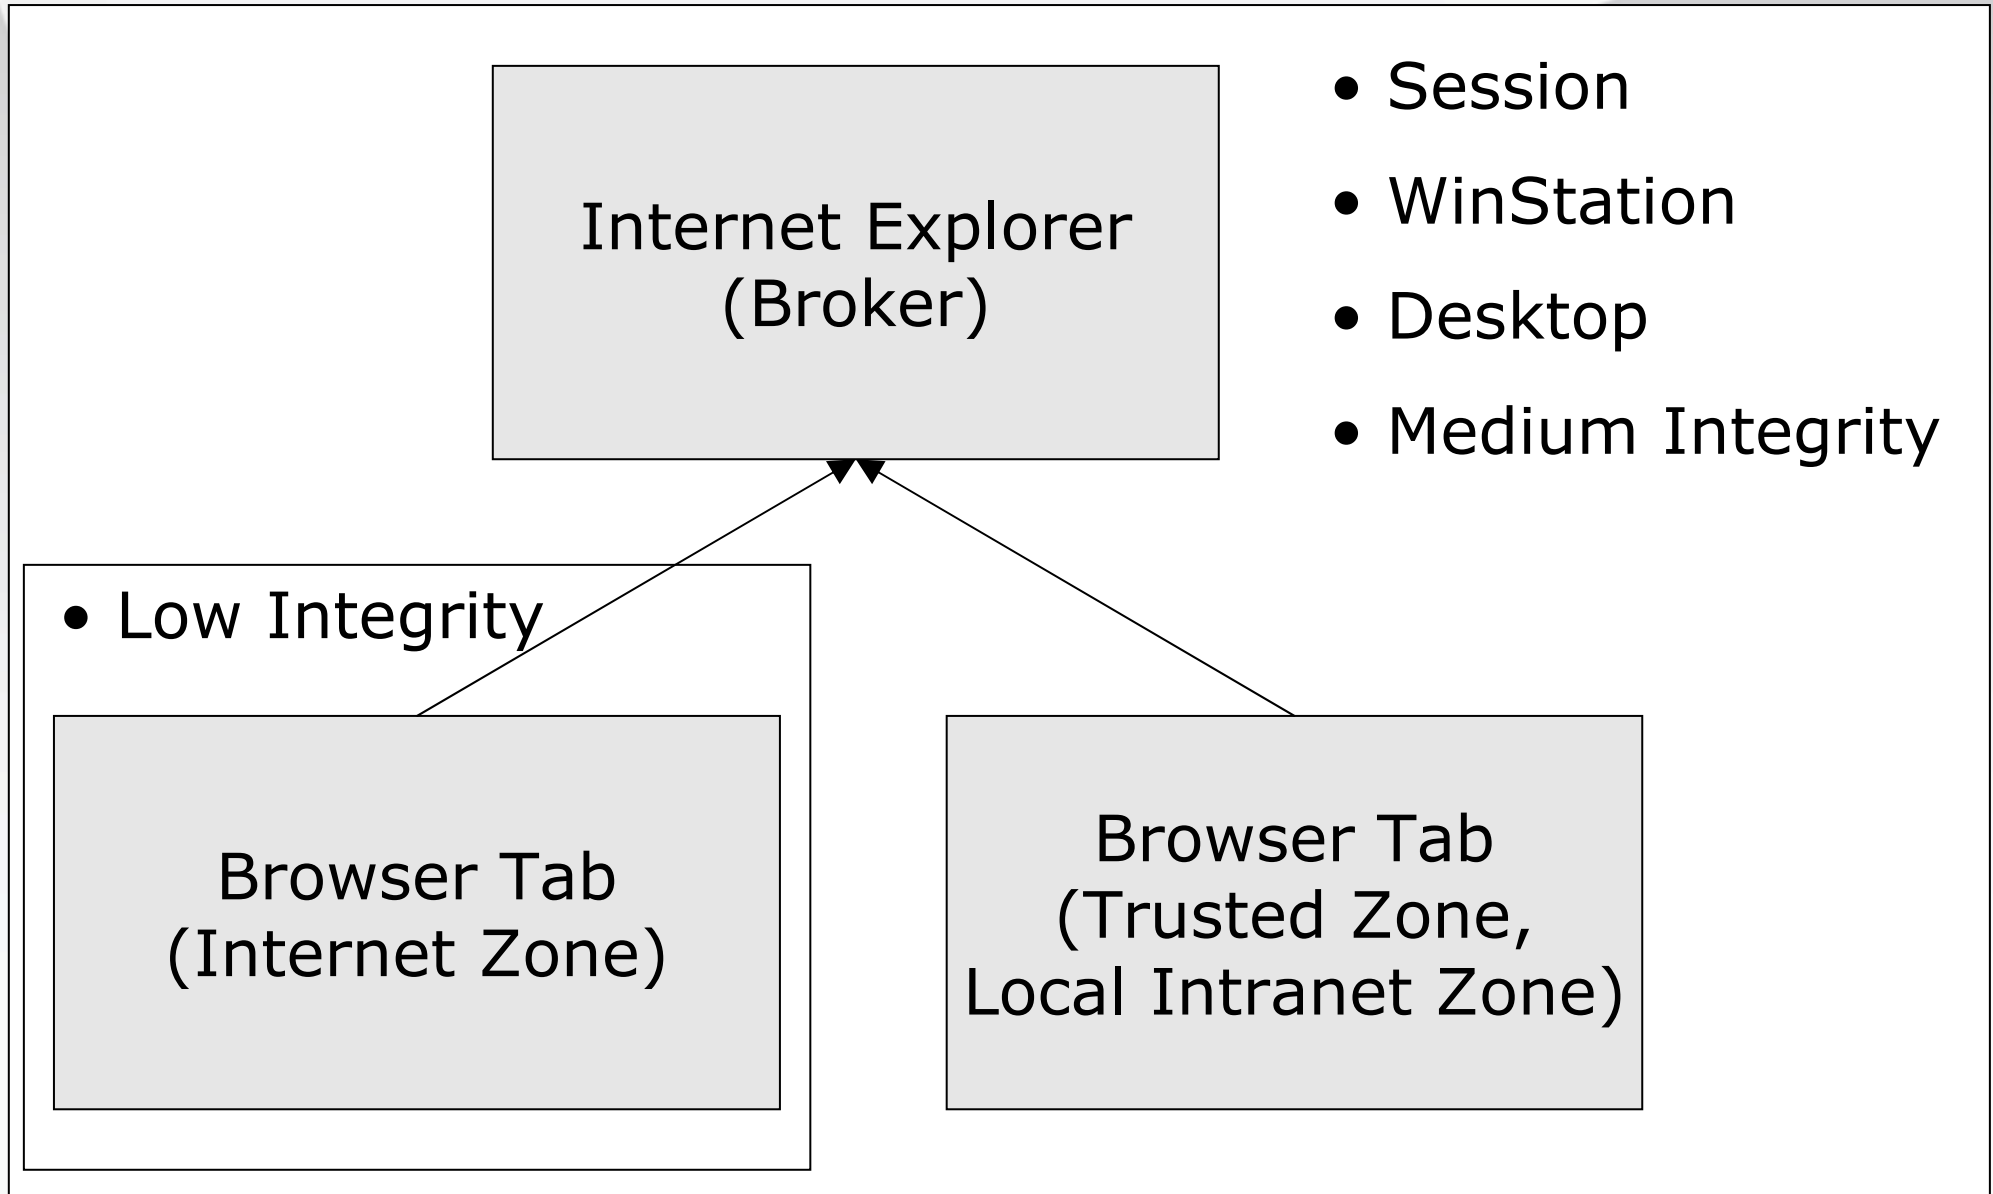 Internet Explorer
(Broker)
• Session
• WinStation
• Desktop
• Medium Integrity
• Low Integrity
Browser Tab
(Internet Zone)
Browser Tab
(Trusted Zone,
Local Intranet Zone)